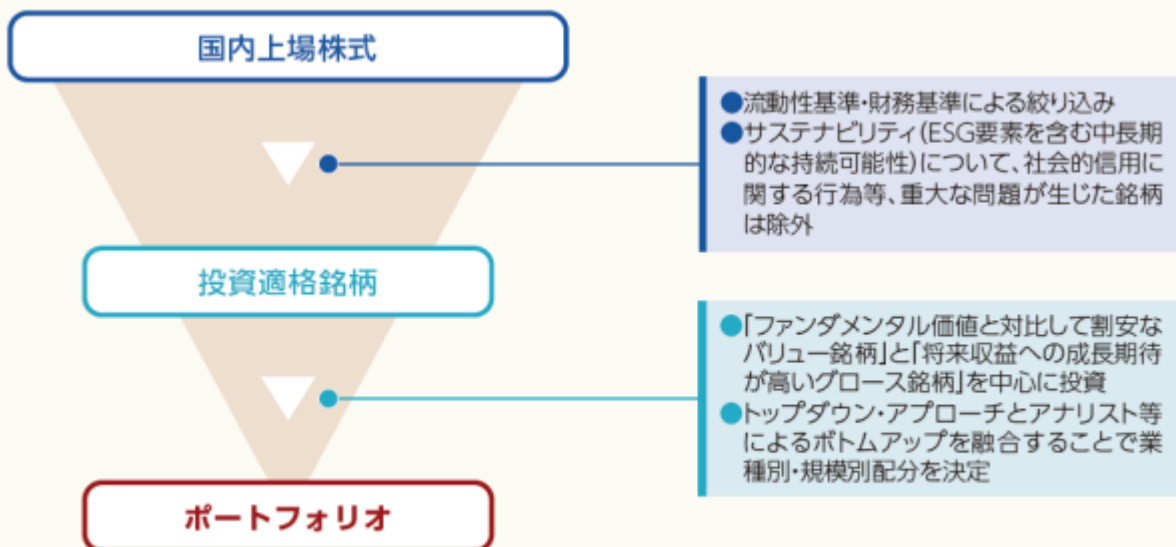 国内上場株式
●流動性基準・財務基準による絞り込み
●サステナビリティ(ESG要素を含む中長期
的な持続可能性)について、社会的信用に
関する行為等、重大な問題が生じた銘柄
は除外
投資適格銘柄
●「ファンダメンタル価値と対比して割安な
バリュー銘柄」と「将来収益への成長期待
が高いグロース銘柄」を中心に投資
●トップダウン・アプローチとアナリスト等
によるボトムアップを融合することで業
種別・規模別配分を決定
ポートフォリオ